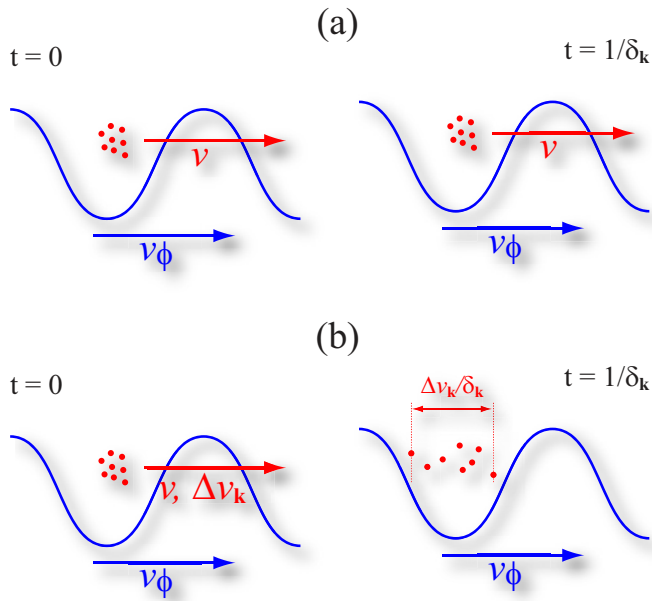 (a)
t = 0
t = 1/δₖ
v
v
vϕ
vϕ
(b)
t = 0
t = 1/δₖ
Δvₖ/δₖ
v, Δvₖ
vϕ
vϕ